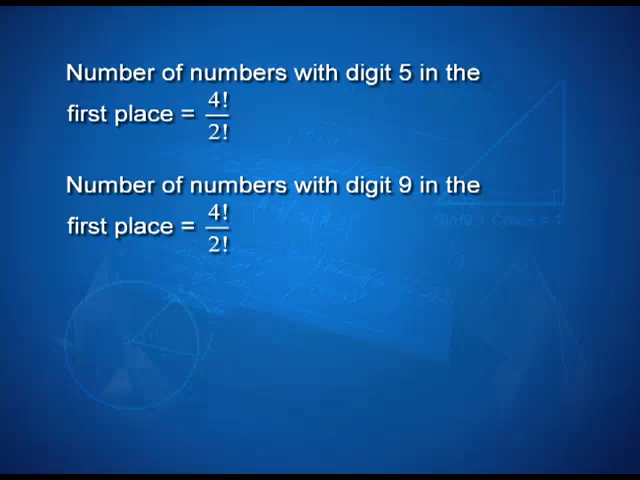 Number of numbers with digit 5 in the
first place = 4!/2!
Number of numbers with digit 9 in the
first place = 4!/2!